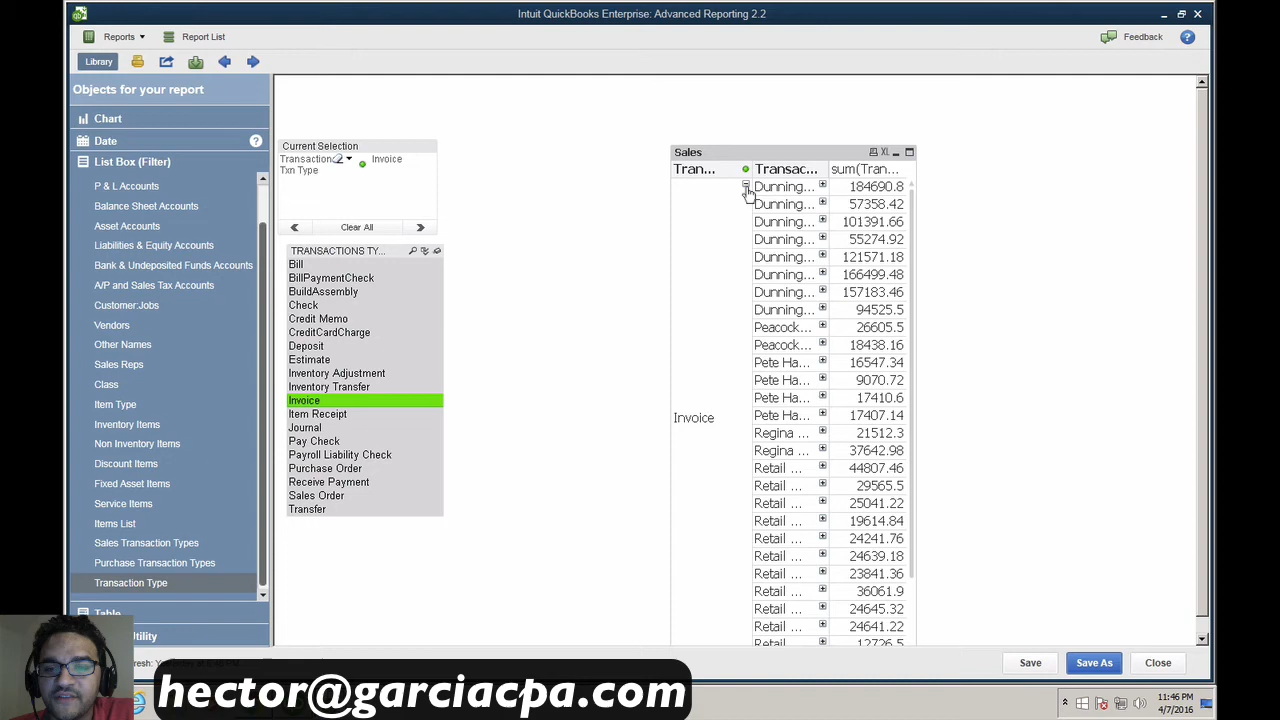 Intuit QuickBooks Enterprise: Advanced Reporting 2.2
Reports
Report List
Feedback
Library
Objects for your report
Chart
Date
List Box (Filter)
P & L Accounts
Balance Sheet Accounts
Asset Accounts
Liabilities & Equity Accounts
Bank & Undeposited Funds Accounts
A/P and Sales Tax Accounts
Customer:Jobs
Vendors
Other Names
Sales Reps
Class
Item Type
Inventory Items
Non Inventory Items
Discount Items
Fixed Asset Items
Service Items
Items List
Sales Transaction Types
Purchase Transaction Types
Transaction Type
Table
Utility
Current Selection
Transaction Invoice
Txn Type
Clear All
TRANSACTIONS TY...
Bill
BillPaymentCheck
BuildAssembly
Check
Credit Memo
CreditCardCharge
Deposit
Estimate
Inventory Adjustment
Inventory Transfer
Invoice
Item Receipt
Journal
Pay Check
Payroll Liability Check
Purchase Order
Receive Payment
Sales Order
Transfer
Sales XL
Tran... Transac... sum(Tran...
Dunning... 184690.8
Dunning... 57358.42
Dunning... 101391.66
Dunning... 55274.92
Dunning... 121571.18
Dunning... 166499.48
Dunning... 157183.46
Dunning... 94525.5
Peacock... 26605.5
Peacock... 18438.16
Pete Ha... 16547.34
Pete Ha... 9070.72
Pete Ha... 17410.6
Invoice
Pete Ha... 17407.14
Regina ... 21512.3
Regina ... 37642.98
Retail ... 44807.46
Retail ... 29565.5
Retail ... 25041.22
Retail ... 19614.84
Retail ... 24241.76
Retail ... 24639.18
Retail ... 23841.36
Retail ... 36061.9
Retail ... 24645.32
Retail ... 24641.22
Retail ... 12726.5
Save
Save As
Close
hector@garciacpa.com
11:46 PM
4/7/2016